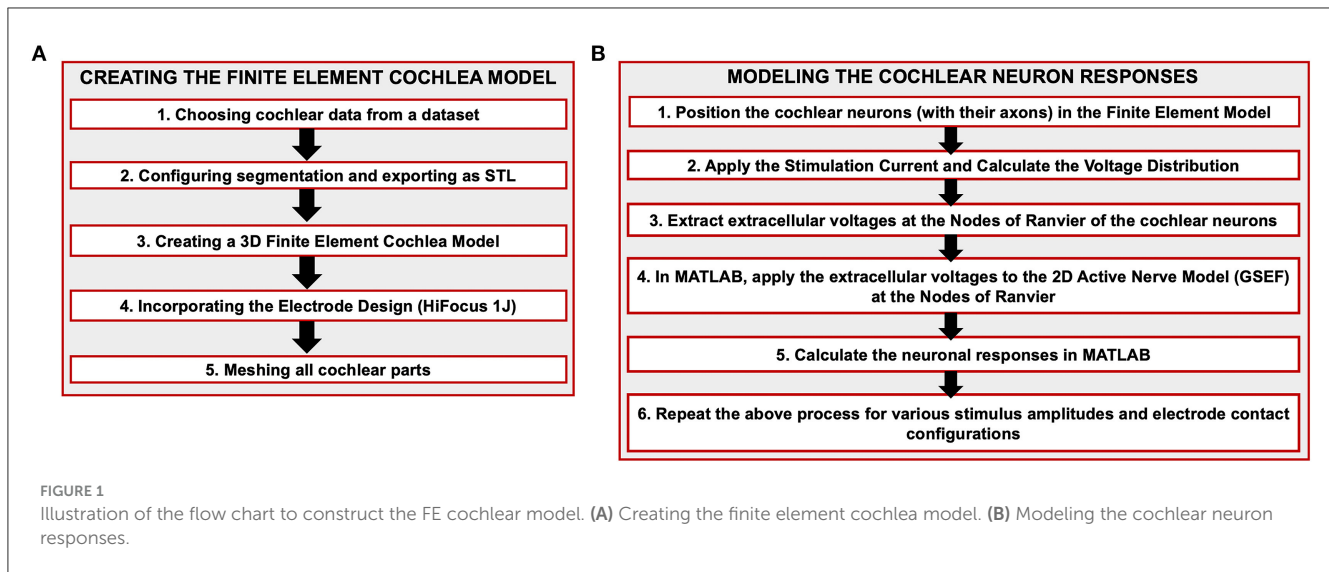 A
CREATING THE FINITE ELEMENT COCHLEA MODEL
1. Choosing cochlear data from a dataset
2. Configuring segmentation and exporting as STL
3. Creating a 3D Finite Element Cochlea Model
4. Incorporating the Electrode Design (HiFocus 1J)
5. Meshing all cochlear parts
B
MODELING THE COCHLEAR NEURON RESPONSES
1. Position the cochlear neurons (with their axons) in the Finite Element Model
2. Apply the Stimulation Current and Calculate the Voltage Distribution
3. Extract extracellular voltages at the Nodes of Ranvier of the cochlear neurons
4. In MATLAB, apply the extracellular voltages to the 2D Active Nerve Model (GSEF)
at the Nodes of Ranvier
5. Calculate the neuronal responses in MATLAB
6. Repeat the above process for various stimulus amplitudes and electrode contact
configurations
FIGURE 1
Illustration of the flow chart to construct the FE cochlear model. (A) Creating the finite element cochlea model. (B) Modeling the cochlear neuron
responses.